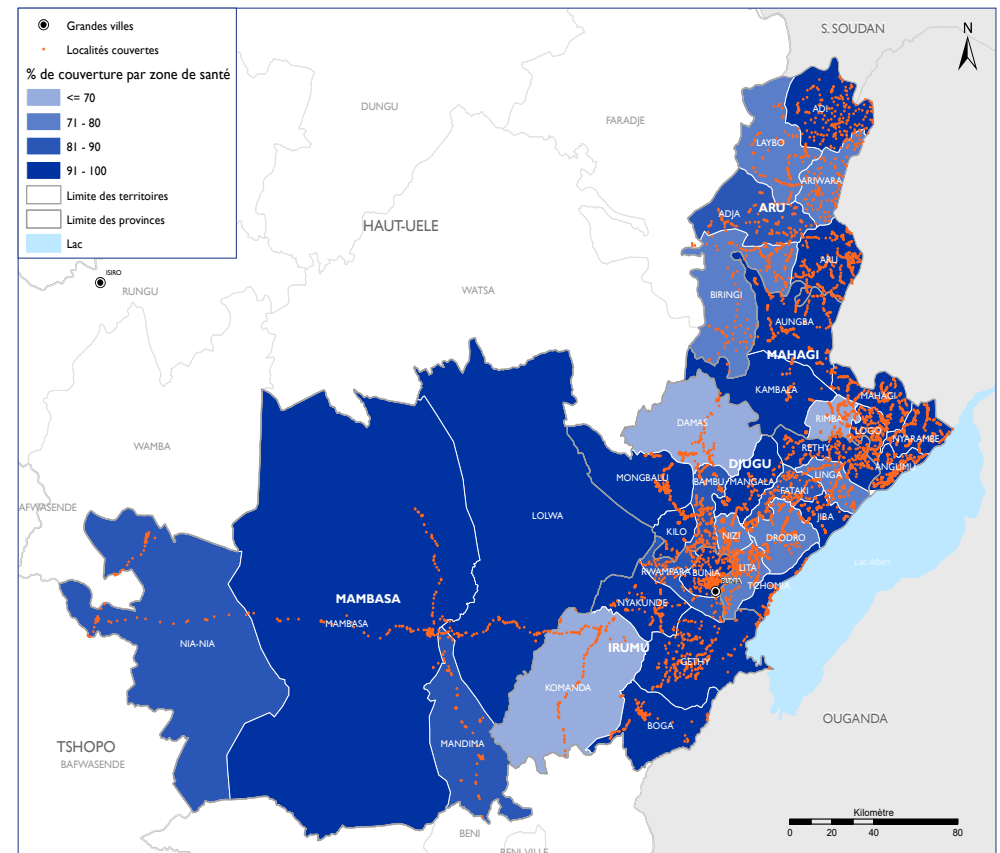 Grandes villes
Localités couvertes
% de couverture par zone de santé
<= 70
71 - 80
81 - 90
91 - 100
Limite des territoires
Limite des provinces
Lac
S. SOUDAN
N
DUNGU
FARADJE
ADI
LAYBO
ARIWARA
ARU
ADJA
HAUT-UELE
ARU
ISIRO
RUNGU
WATSA
BIRINGI
AUNGBA
MAHAGI
KAMBALA
MAHAGI
RIMBA
DAMAS
LOGO
NYARAMBE
WAMBA
RETHY
DJUGU
ANGUMU
MONGBALU
BAMBU
MANGALA
LINGA
FATAKI
AFWASENDE
LOLWA
JIBA
KILO
NIZI
DRODRO
Lac Albert
RWAMPARA
BUNIA
LITA
TCHOMIA
MAMBASA
NYAKUNDE
MAMBASA
NIA-NIA
IRUMU
GETHY
KOMANDA
BOGA
OUGANDA
MANDIMA
TSHOPO
BAFWASENDE
Kilomètre
0 20 40 80
BENI
BENI VILLE